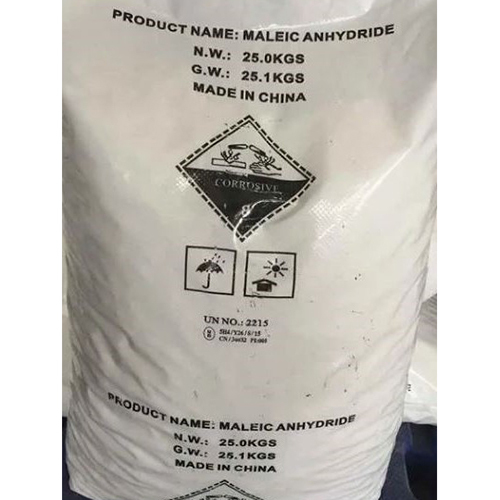 PRODUCT NAME: MALEIC ANHYDRIDE
N.W.: 25.0KGS
G.W.: 25.1KGS
MADE IN CHINA
CORROSIVE
8
UN NO.: 2215
PRODUCT NAME: MALEIC ANHYDRIDE
N.W.: 25.0KGS
G.W.: 25.1KGS
MADE IN CHINA